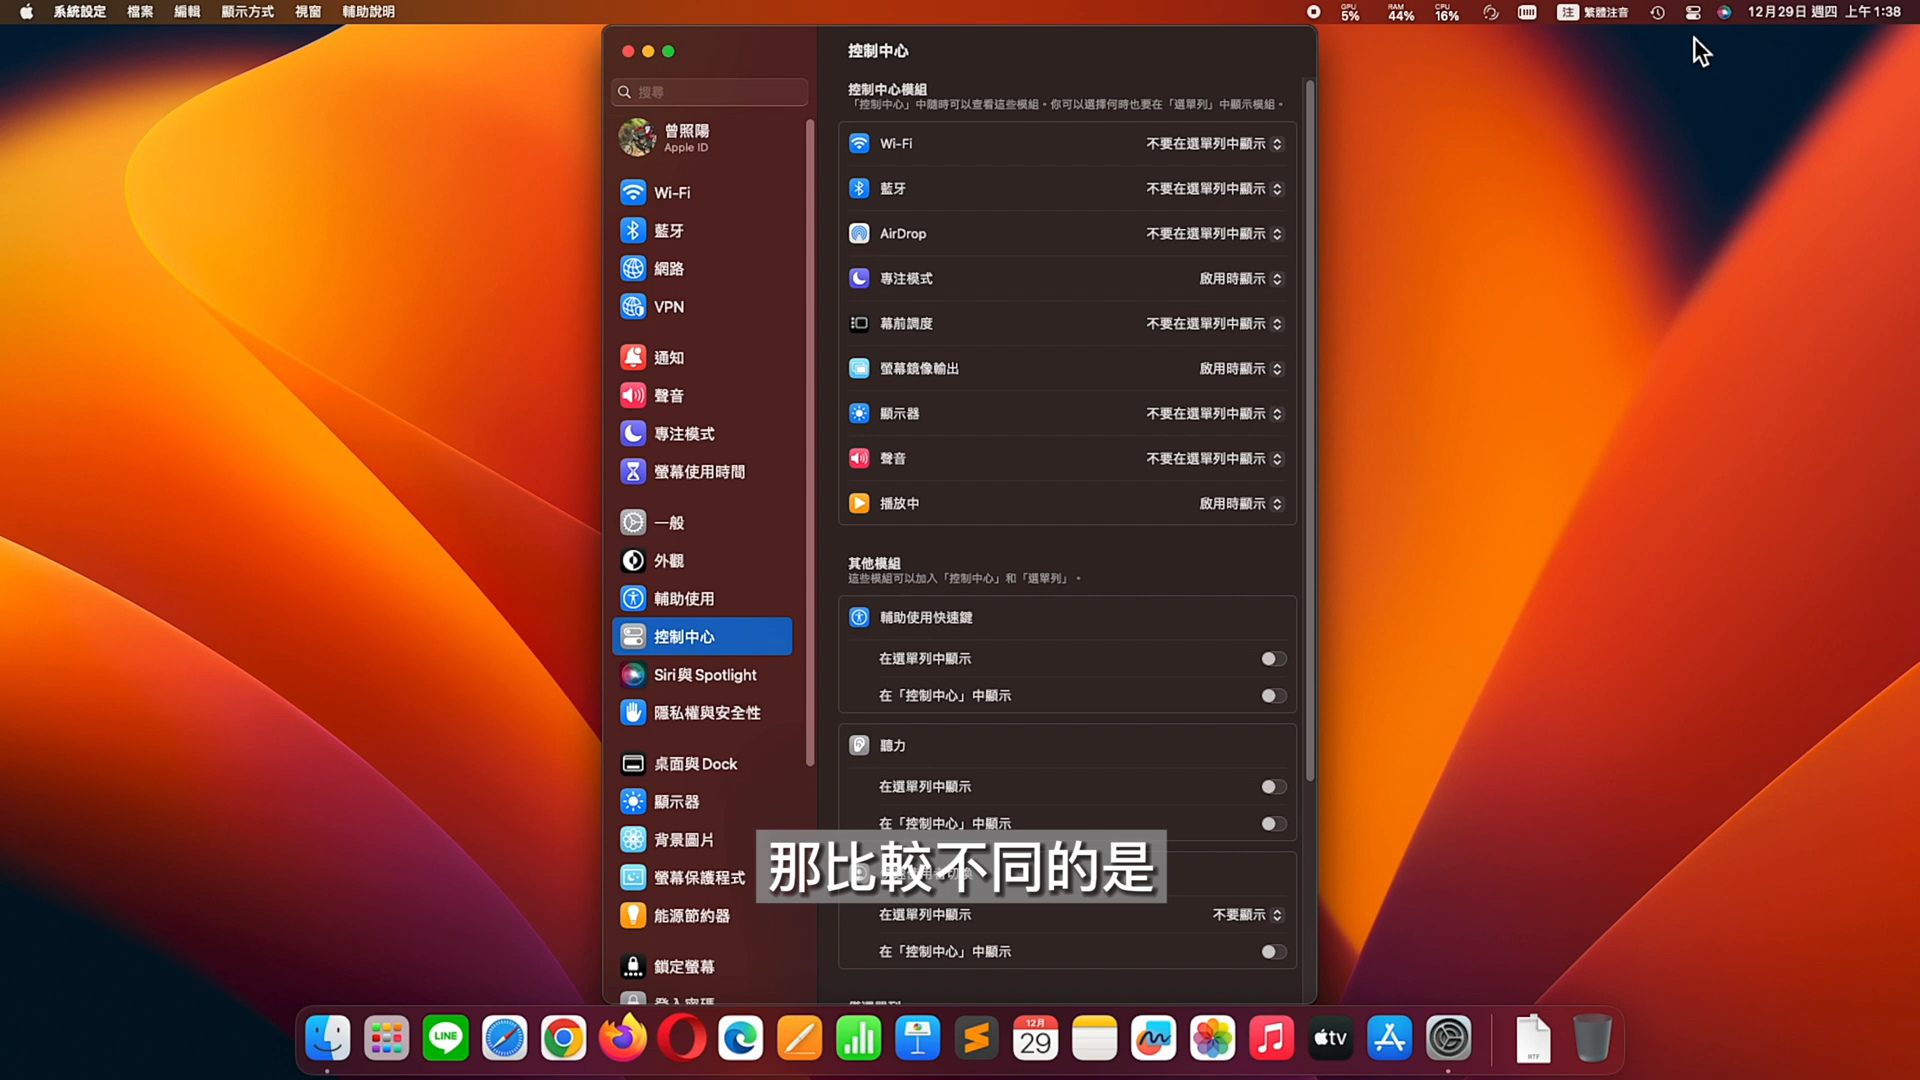 系統設定 檔案 編輯 顯示方式 視窗 輔助說明
GPU 5% RAM 44% CPU 16% 注 繁體注音 12月29日 週四 上午1:38
控制中心
搜尋
曾照陽
Apple ID
Wi-Fi
藍牙
網路
VPN
通知
聲音
專注模式
螢幕使用時間
一般
外觀
輔助使用
控制中心
Siri與Spotlight
隱私權與安全性
桌面與Dock
顯示器
背景圖片
螢幕保護程式
能源節約器
鎖定螢幕
登入密碼
控制中心模組
「控制中心」中隨時可以查看這些模組。你可以選擇何時也要在「選單列」中顯示模組。
Wi-Fi 不要在選單列中顯示
藍牙 不要在選單列中顯示
AirDrop 不要在選單列中顯示
專注模式 啟用時顯示
幕前調度 不要在選單列中顯示
螢幕鏡像輸出 啟用時顯示
顯示器 不要在選單列中顯示
聲音 不要在選單列中顯示
播放中 啟用時顯示
其他模組
這些模組可以加入「控制中心」和「選單列」。
輔助使用快速鍵
在選單列中顯示
在「控制中心」中顯示
聽力
在選單列中顯示
在「控制中心」中顯示
那比較不同的是
在選單列中顯示 不要顯示
在「控制中心」中顯示
LINE
12月
29
tv
RTF